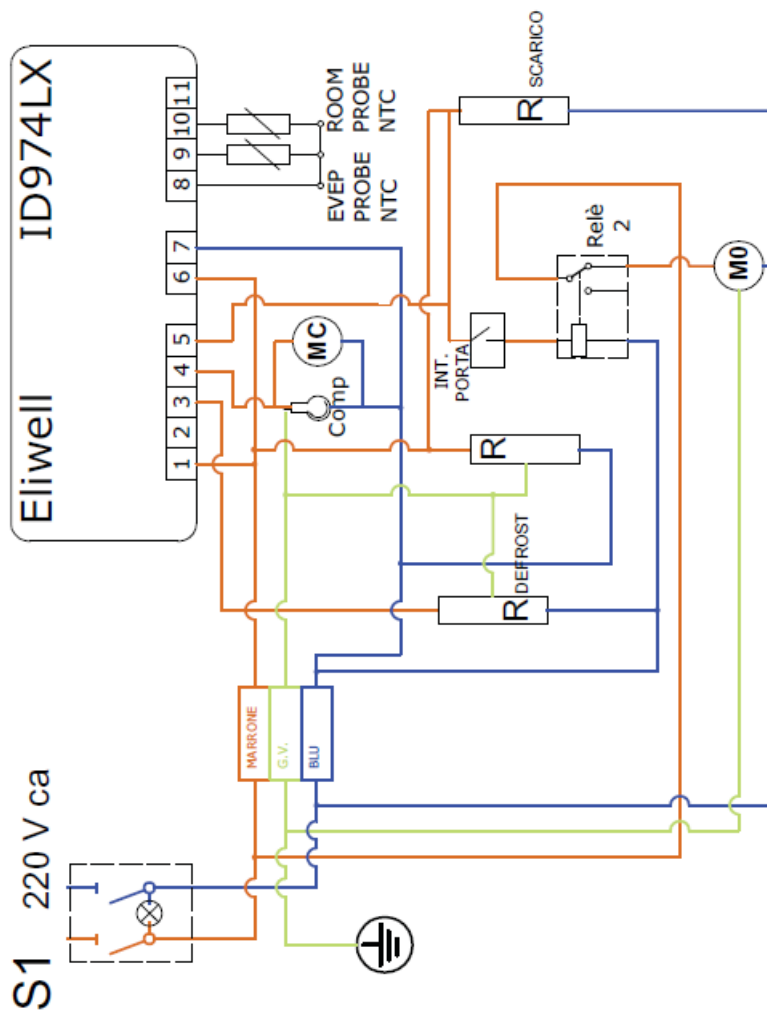 Eliwell ID974LX
1 2 3 4 5 6 7 8 9 10 11
EVEP
PROBE
NTC
ROOM
PROBE
NTC
MC
Comp
INT.
PORTA
R
SCARICO
Relè
2
M0
R
R
DEFROST
MARRONE
G.V.
BLU
S1 220 V ca